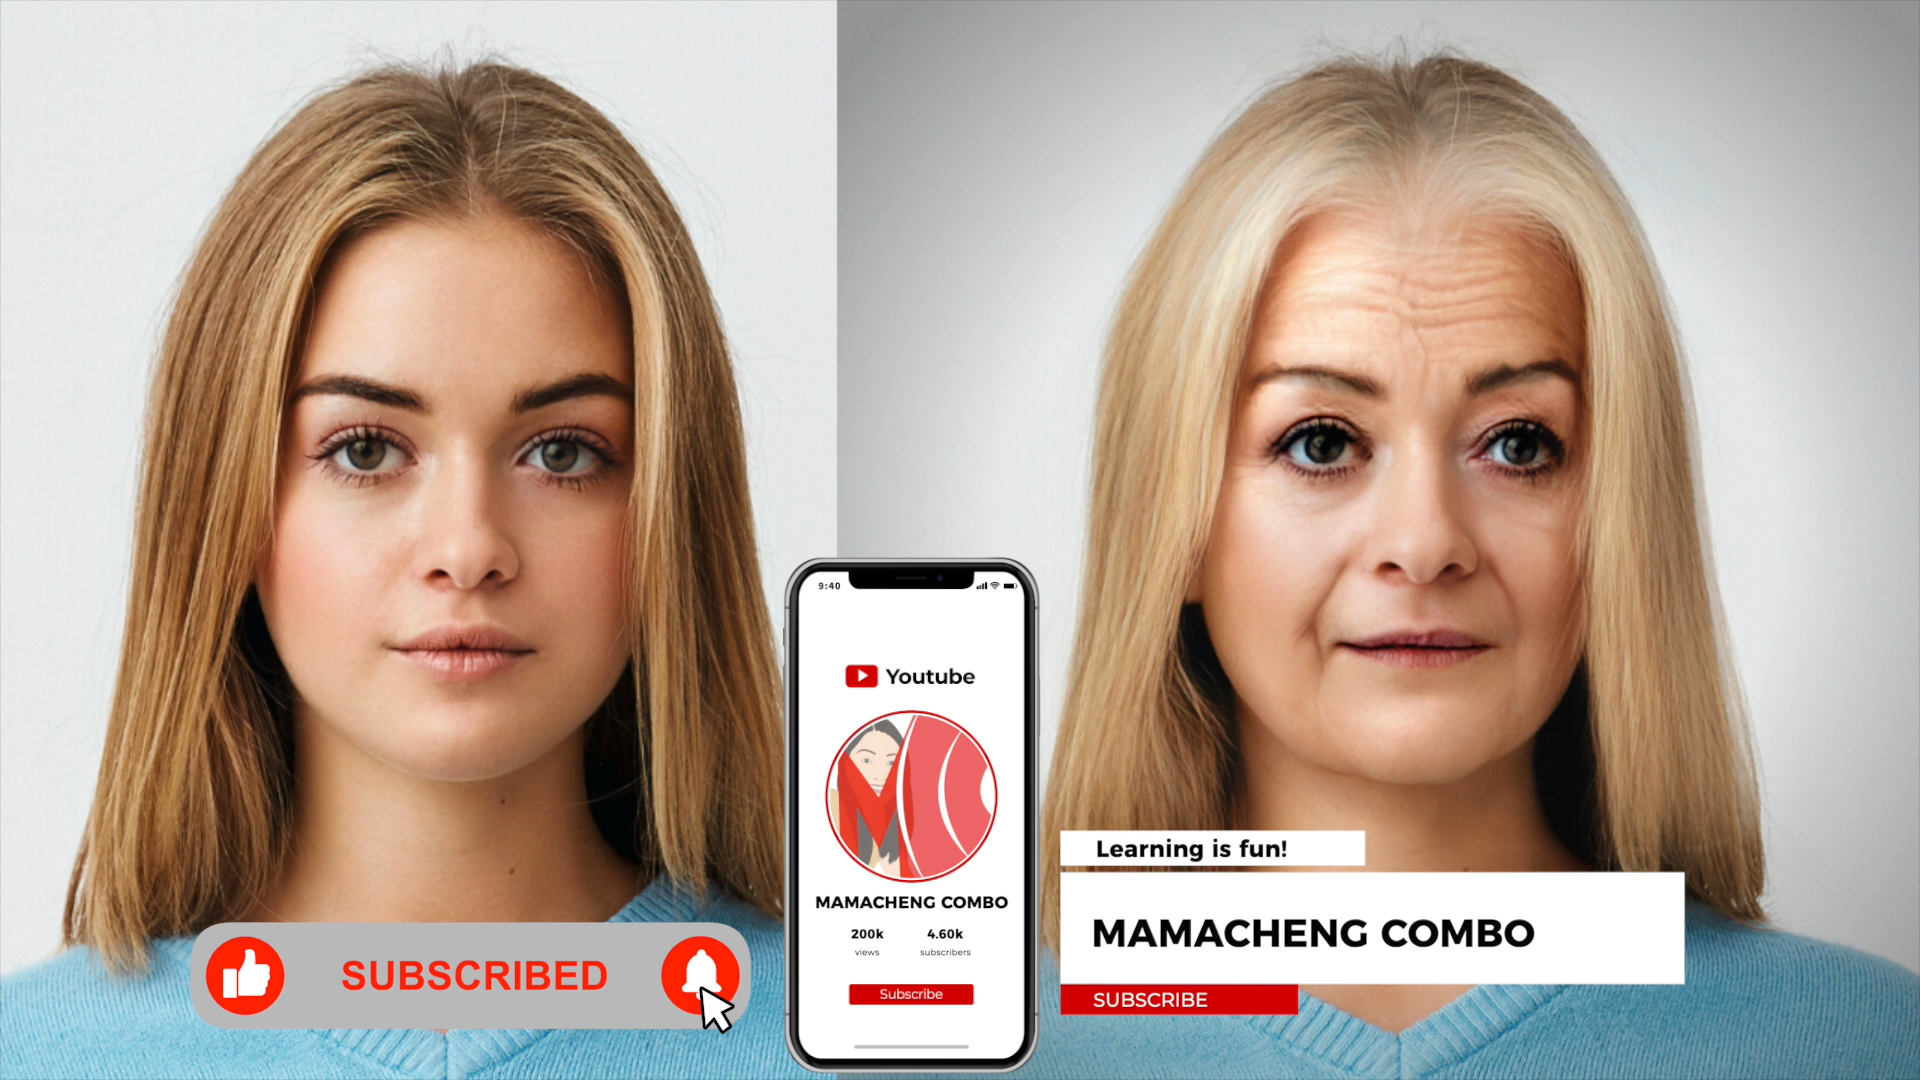 9:40
Youtube
MAMACHENG COMBO
200k
4.60k
views
subscribers
Subscribe
SUBSCRIBED
Learning is fun!
MAMACHENG COMBO
SUBSCRIBE